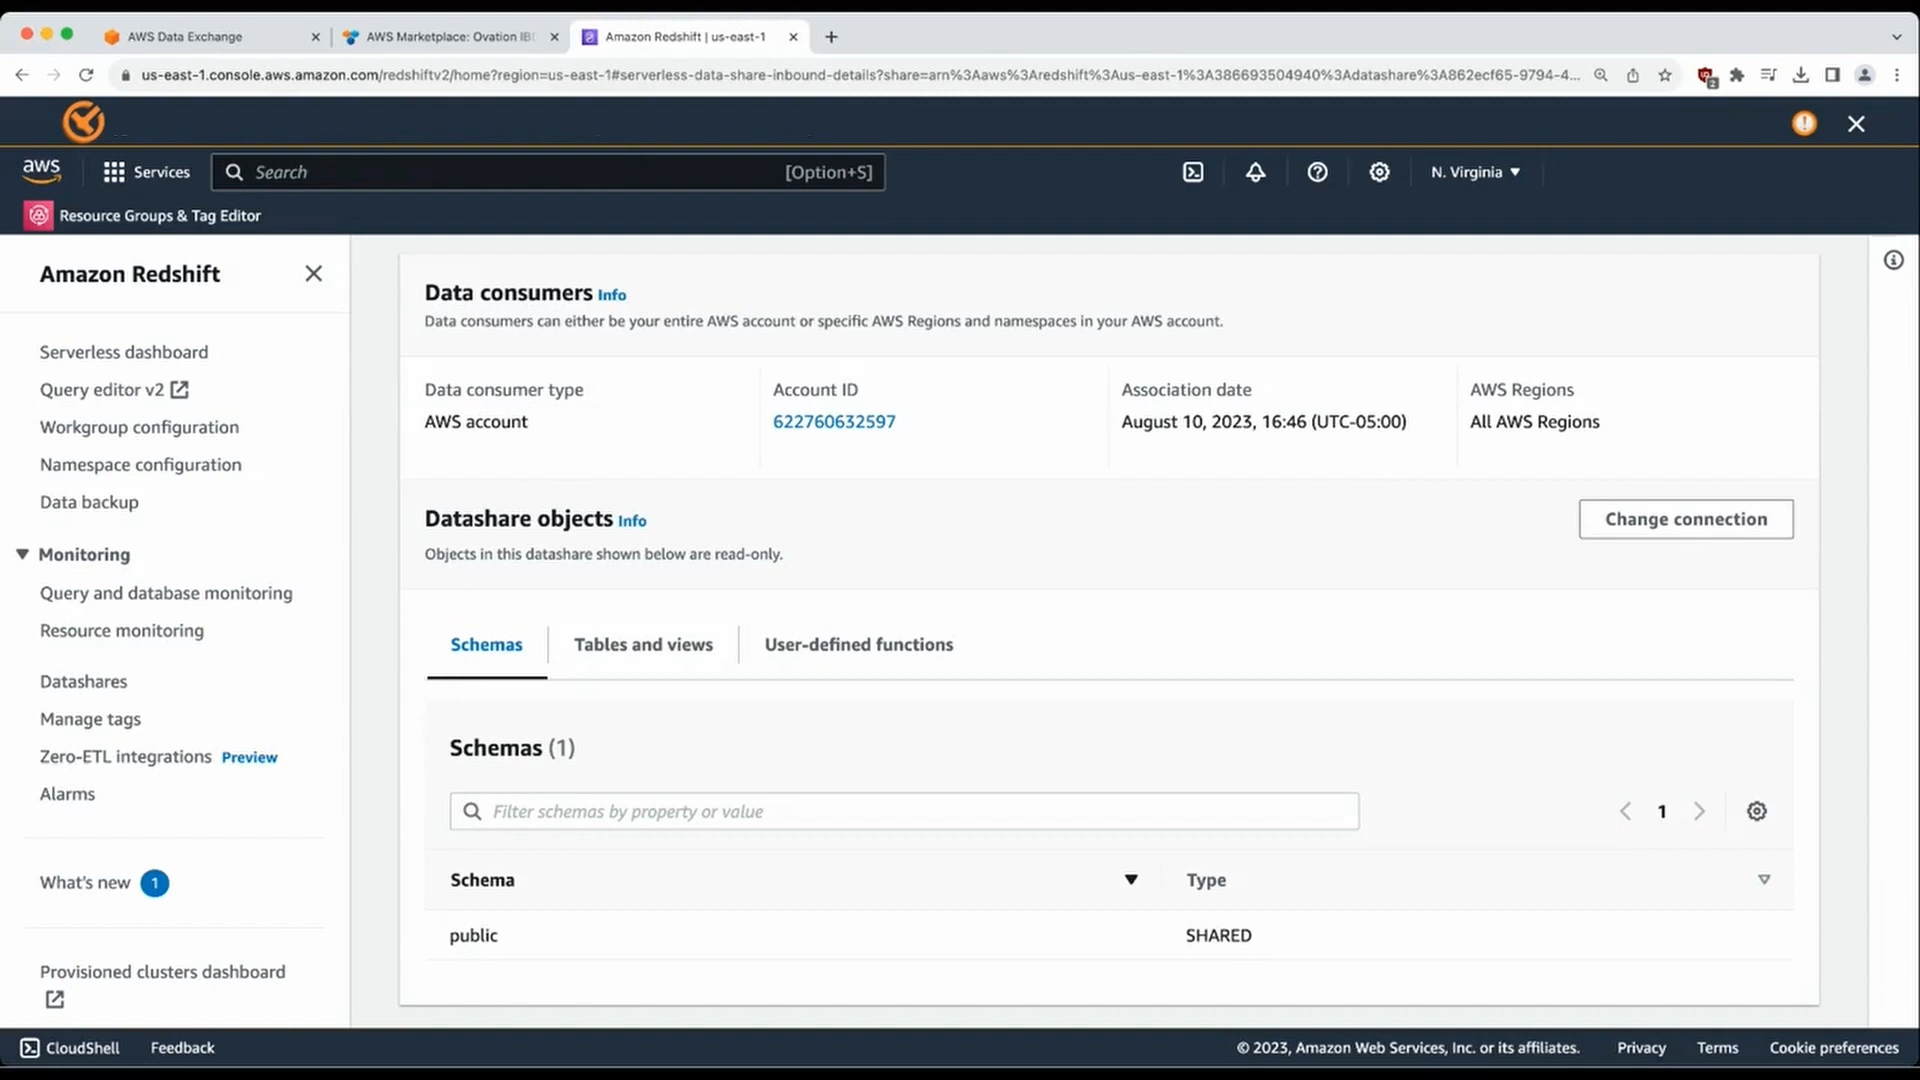 AWS Data Exchange
AWS Marketplace: Ovation IBD
Amazon Redshift | us-east-1
us-east-1.console.aws.amazon.com/redshiftv2/home?region=us-east-1#serverless-data-share-inbound-details?share=arn%3Aaws%3Aredshift%3Aus-east-1%3A386693504940%3Adatashare%3A862ecf65-9794-4...
2
aws
Services
Search
[Option+S]
N. Virginia
Resource Groups & Tag Editor
Amazon Redshift
Serverless dashboard
Query editor v2
Workgroup configuration
Namespace configuration
Data backup
Monitoring
Query and database monitoring
Resource monitoring
Datashares
Manage tags
Zero-ETL integrations Preview
Alarms
What's new 1
Provisioned clusters dashboard
Data consumers Info
Data consumers can either be your entire AWS account or specific AWS Regions and namespaces in your AWS account.
Data consumer type
AWS account
Account ID
622760632597
Association date
August 10, 2023, 16:46 (UTC-05:00)
AWS Regions
All AWS Regions
Datashare objects Info
Change connection
Objects in this datashare shown below are read-only.
Schemas
Tables and views
User-defined functions
Schemas (1)
Filter schemas by property or value
1
Schema
Type
public
SHARED
CloudShell
Feedback
© 2023, Amazon Web Services, Inc. or its affiliates.
Privacy
Terms
Cookie preferences